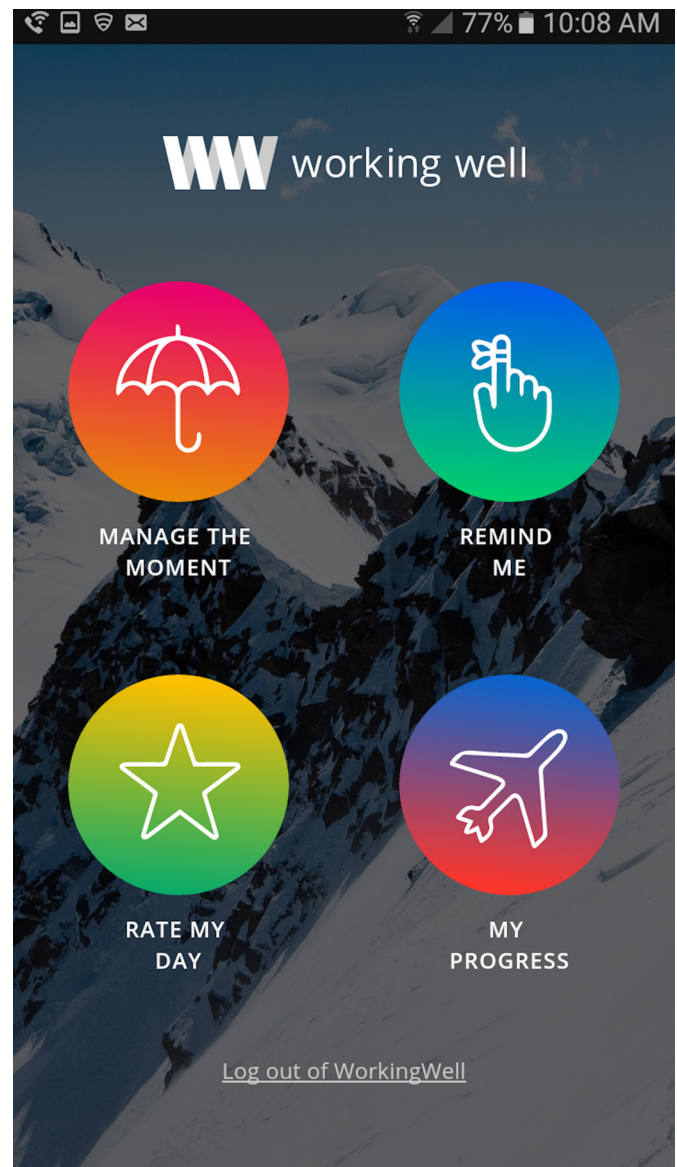 77% 10:08 AM
WW working well
MANAGE THE
MOMENT
REMIND
ME
RATE MY
DAY
MY
PROGRESS
Log out of WorkingWell